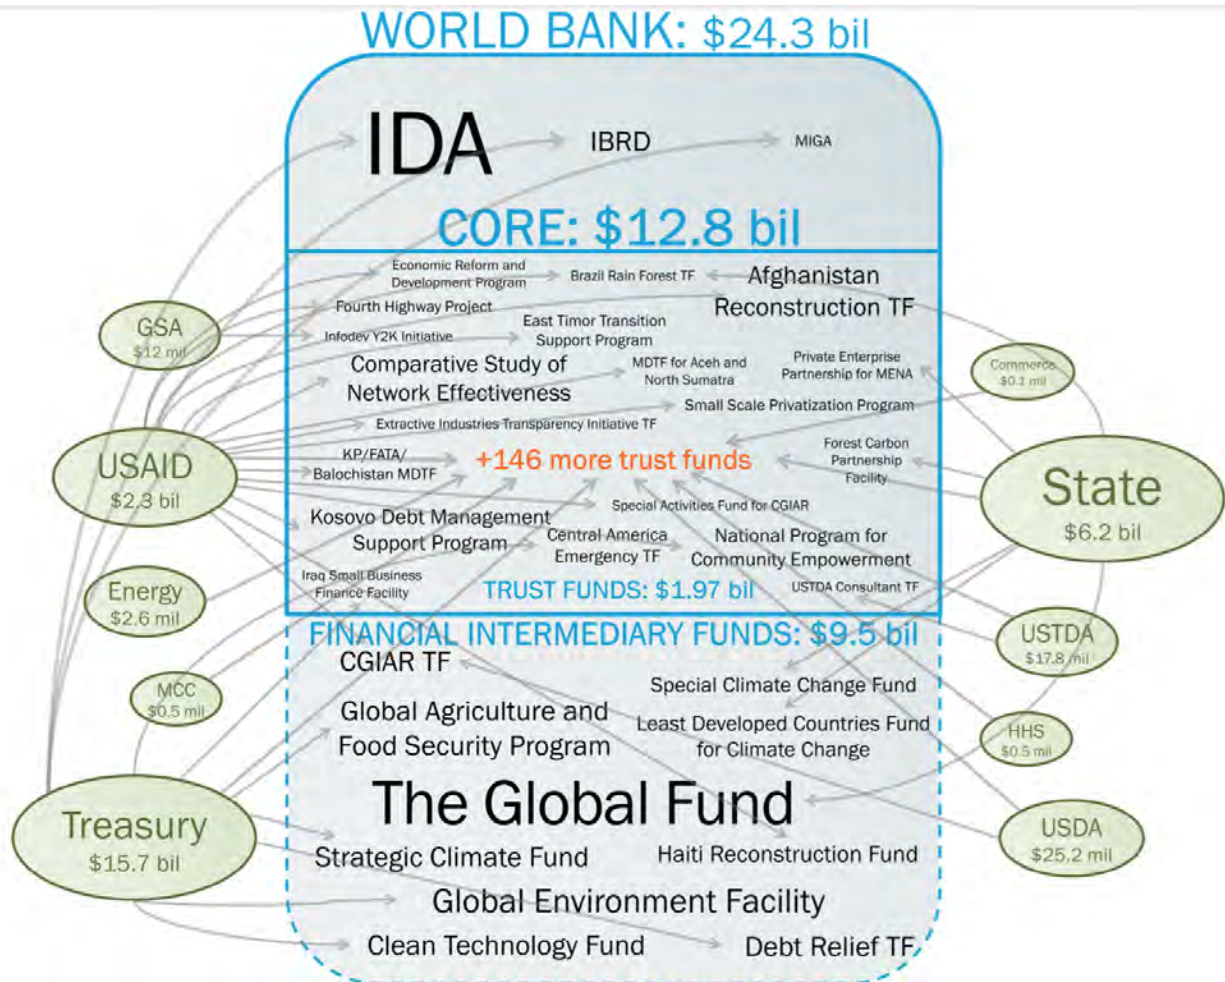 WORLD BANK: $24.3 bil
IDA
IBRD
MIGA
CORE: $12.8 bil
Economic Reform and
Development Program
Brazil Rain Forest TF
Afghanistan
Reconstruction TF
Fourth Highway Project
Infodev Y2K Initiative
East Timor Transition
Support Program
Comparative Study of
Network Effectiveness
MDTF for Aceh and
North Sumatra
Private Enterprise
Partnership for MENA
Small Scale Privatization Program
Extractive Industries Transparency Initiative TF
KP/FATA/
Balochistan MDTF
+146 more trust funds
Forest Carbon
Partnership
Facility
Special Activities Fund for CGIAR
Kosovo Debt Management
Support Program
Central America
Emergency TF
National Program for
Community Empowerment
Iraq Small Business
Finance Facility
TRUST FUNDS: $1.97 bil
USTDA Consultant TF
FINANCIAL INTERMEDIARY FUNDS: $9.5 bil
CGIAR TF
Special Climate Change Fund
Global Agriculture and
Food Security Program
Least Developed Countries Fund
for Climate Change
The Global Fund
Strategic Climate Fund
Haiti Reconstruction Fund
Global Environment Facility
Clean Technology Fund
Debt Relief TF
GSA
$12 mil
USAID
$2.3 bil
Energy
$2.6 mil
MCC
$0.5 mil
Treasury
$15.7 bil
Commerce
$0.1 mil
State
$6.2 bil
USTDA
$17.8 mil
HHS
$0.5 mil
USDA
$25.2 mil